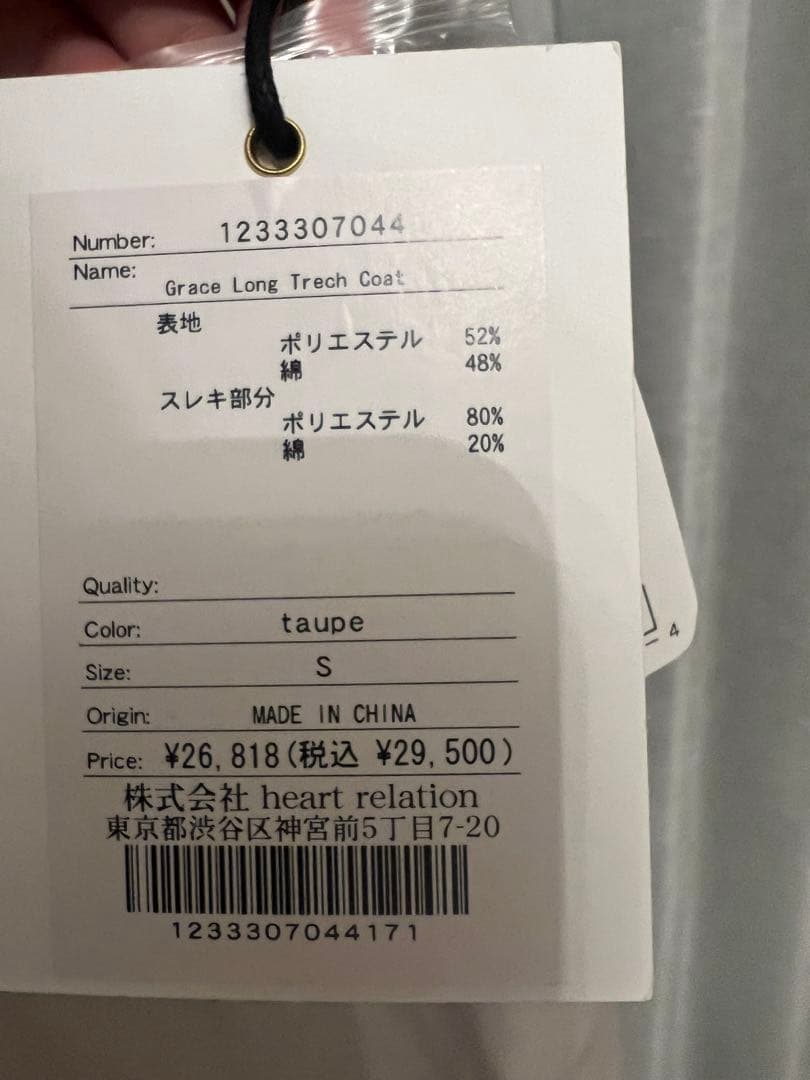 Number: 1233307044
Name: Grace Long Trech Coat
表地
ポリエステル 52%
綿 48%
スレキ部分
ポリエステル 80%
綿 20%
Quality:
Color: taupe
Size: S
Origin: MADE IN CHINA
Price: ¥26,818(税込 ¥29,500)
株式会社 heart relation
東京都渋谷区神宮前5丁目7-20
1233307044171
4